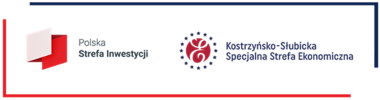 Polska
Strefa Inwestycji
Kostrzyńsko-Słubicka
Specjalna Strefa Ekonomiczna